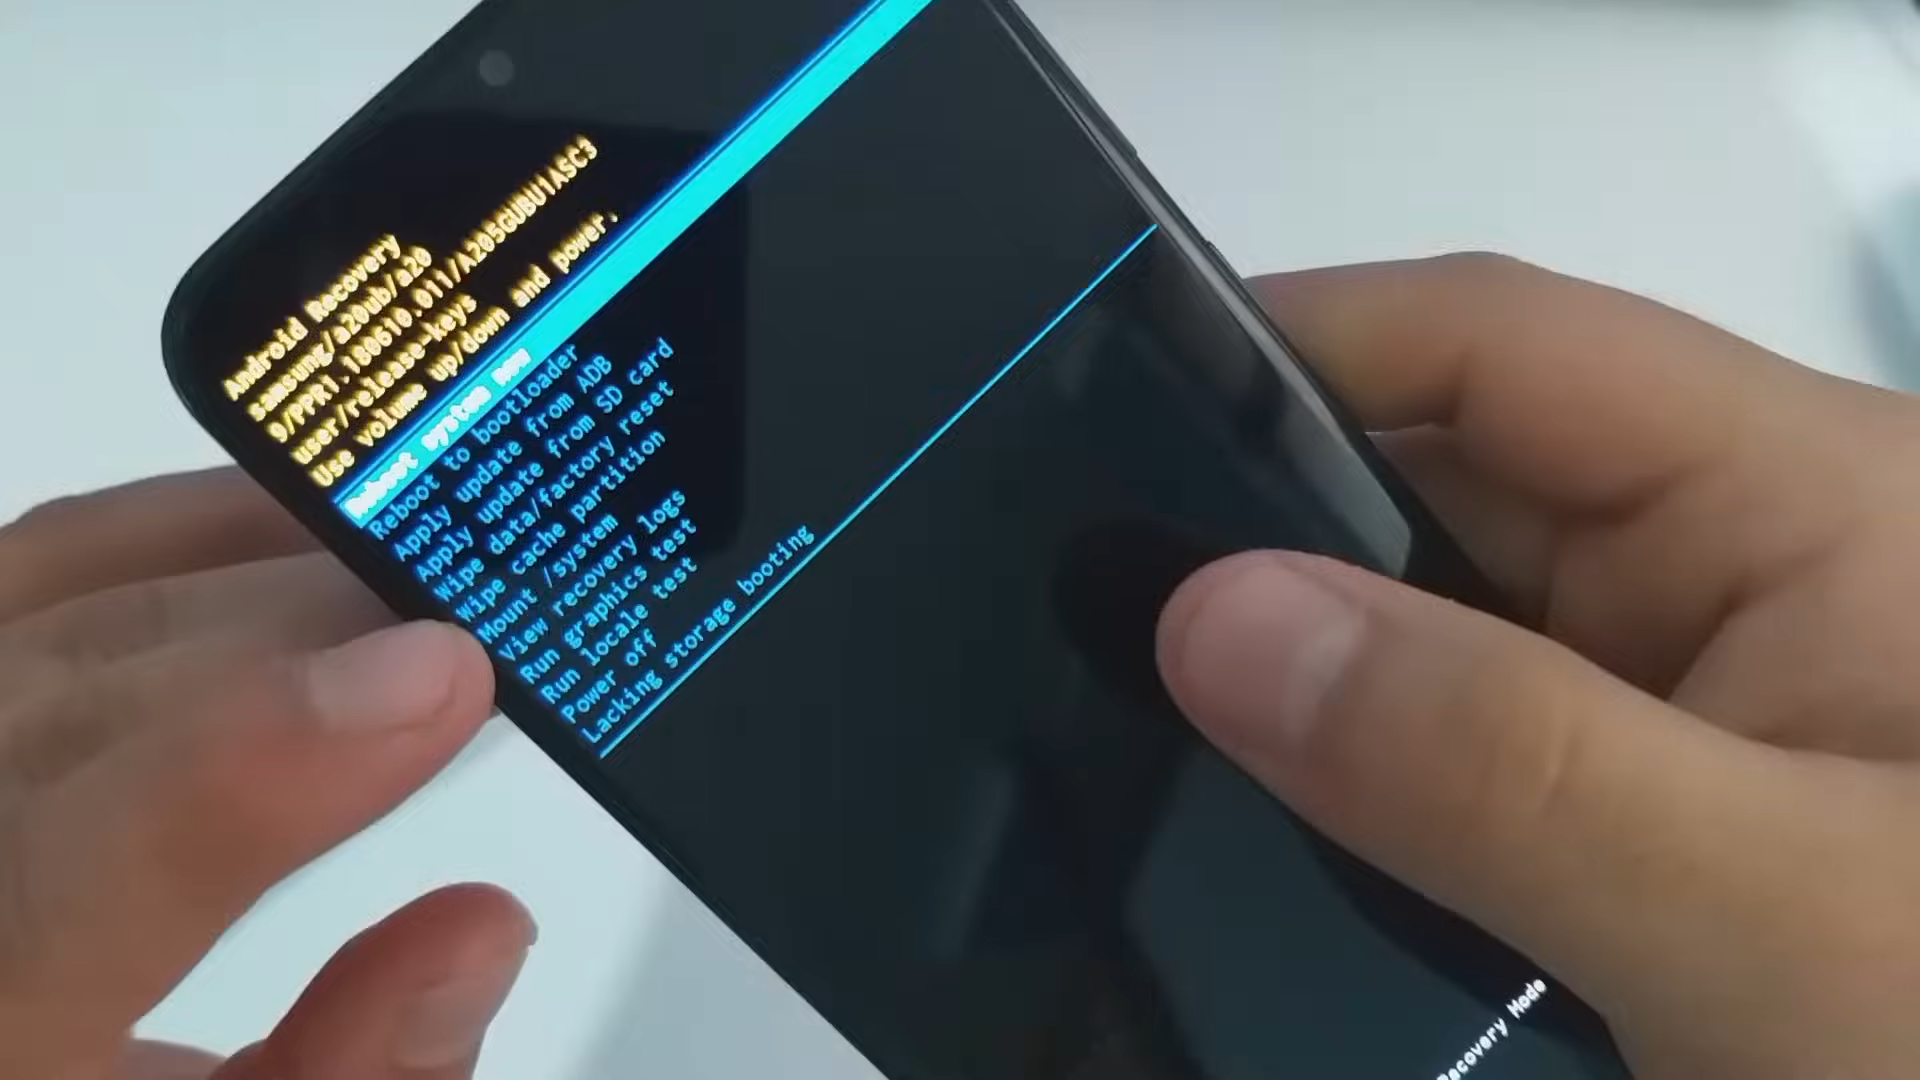 Android Recovery
samsung/a20ub/a20
9/PPR1.180610.011/A205GUBU1ASC3
user/release-keys
Use volume up/down and power.
Reboot system now
Reboot to bootloader
Apply update from ADB
Apply update from SD card
Wipe data/factory reset
Wipe cache partition
Mount /system
View recovery logs
Run graphics test
Run locale test
Power off
Lacking storage booting
Recovery Mode